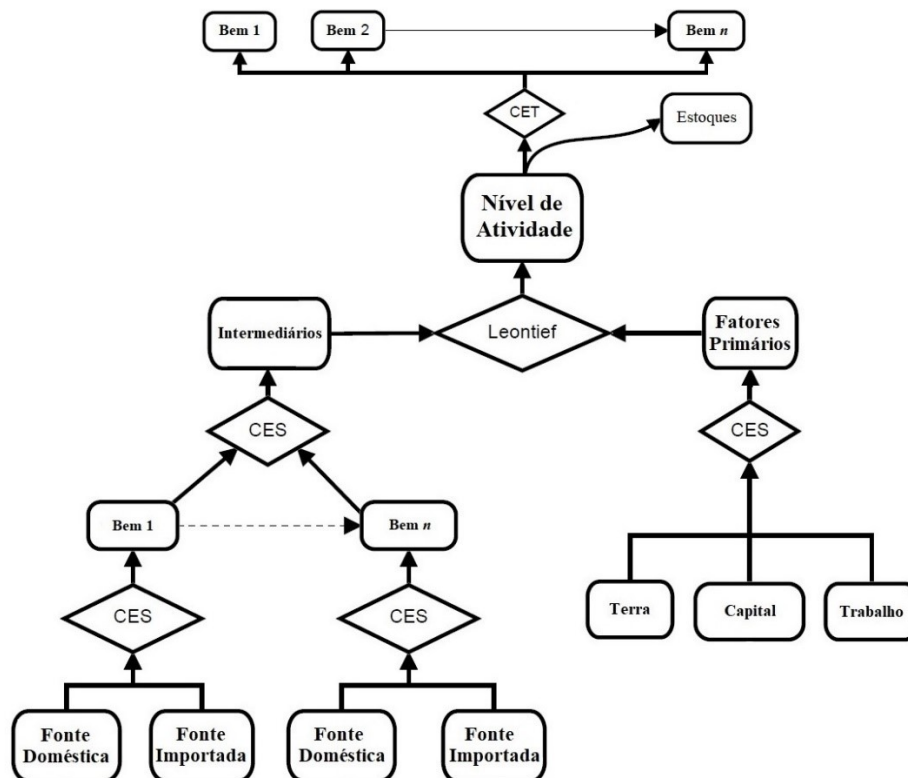 Bem 1
Bem 2
Bem n
CET
Estoques
Nível de
Atividade
Intermediários
Leontief
Fatores
Primários
CES
CES
Bem 1
Bem n
CES
CES
Terra
Capital
Trabalho
Fonte
Doméstica
Fonte
Importada
Fonte
Doméstica
Fonte
Importada